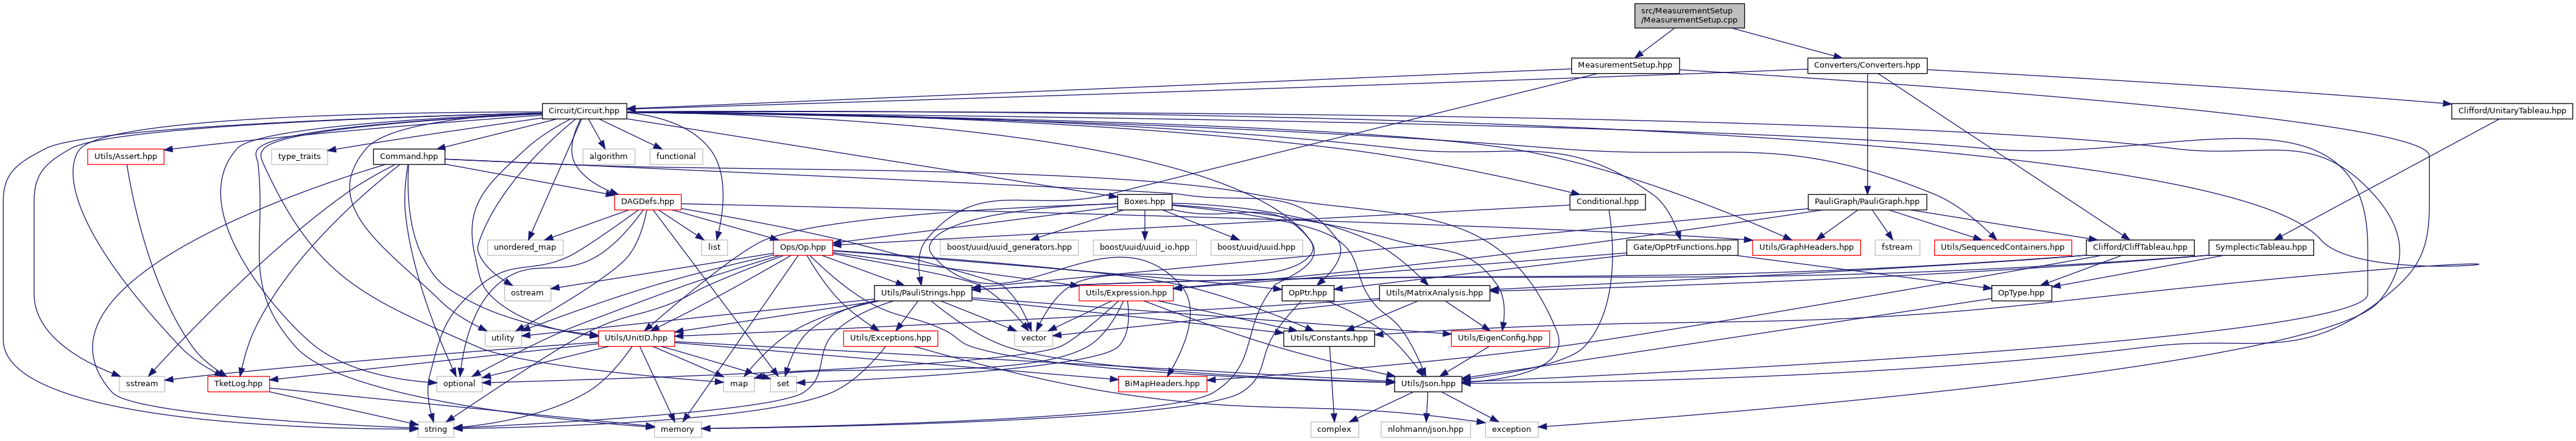 src/MeasurementSetup
/MeasurementSetup.cpp
MeasurementSetup.hpp
Converters/Converters.hpp
Circuit/Circuit.hpp
Clifford/UnitaryTableau.hpp
Utils/Assert.hpp
type_traits
Command.hpp
algorithm
functional
DAGDefs.hpp
Boxes.hpp
Conditional.hpp
PauliGraph/PauliGraph.hpp
unordered_map
list
Ops/Op.hpp
boost/uuid/uuid_generators.hpp
boost/uuid/uuid_io.hpp
boost/uuid/uuid.hpp
Gate/OpPtrFunctions.hpp
Utils/GraphHeaders.hpp
fstream
Utils/SequencedContainers.hpp
Clifford/CliffTableau.hpp
SymplecticTableau.hpp
ostream
Utils/PauliStrings.hpp
Utils/Expression.hpp
OpPtr.hpp
Utils/MatrixAnalysis.hpp
OpType.hpp
utility
Utils/UnitID.hpp
Utils/Exceptions.hpp
vector
Utils/Constants.hpp
Utils/EigenConfig.hpp
sstream
TketLog.hpp
optional
map
set
BiMapHeaders.hpp
Utils/Json.hpp
string
memory
complex
nlohmann/json.hpp
exception